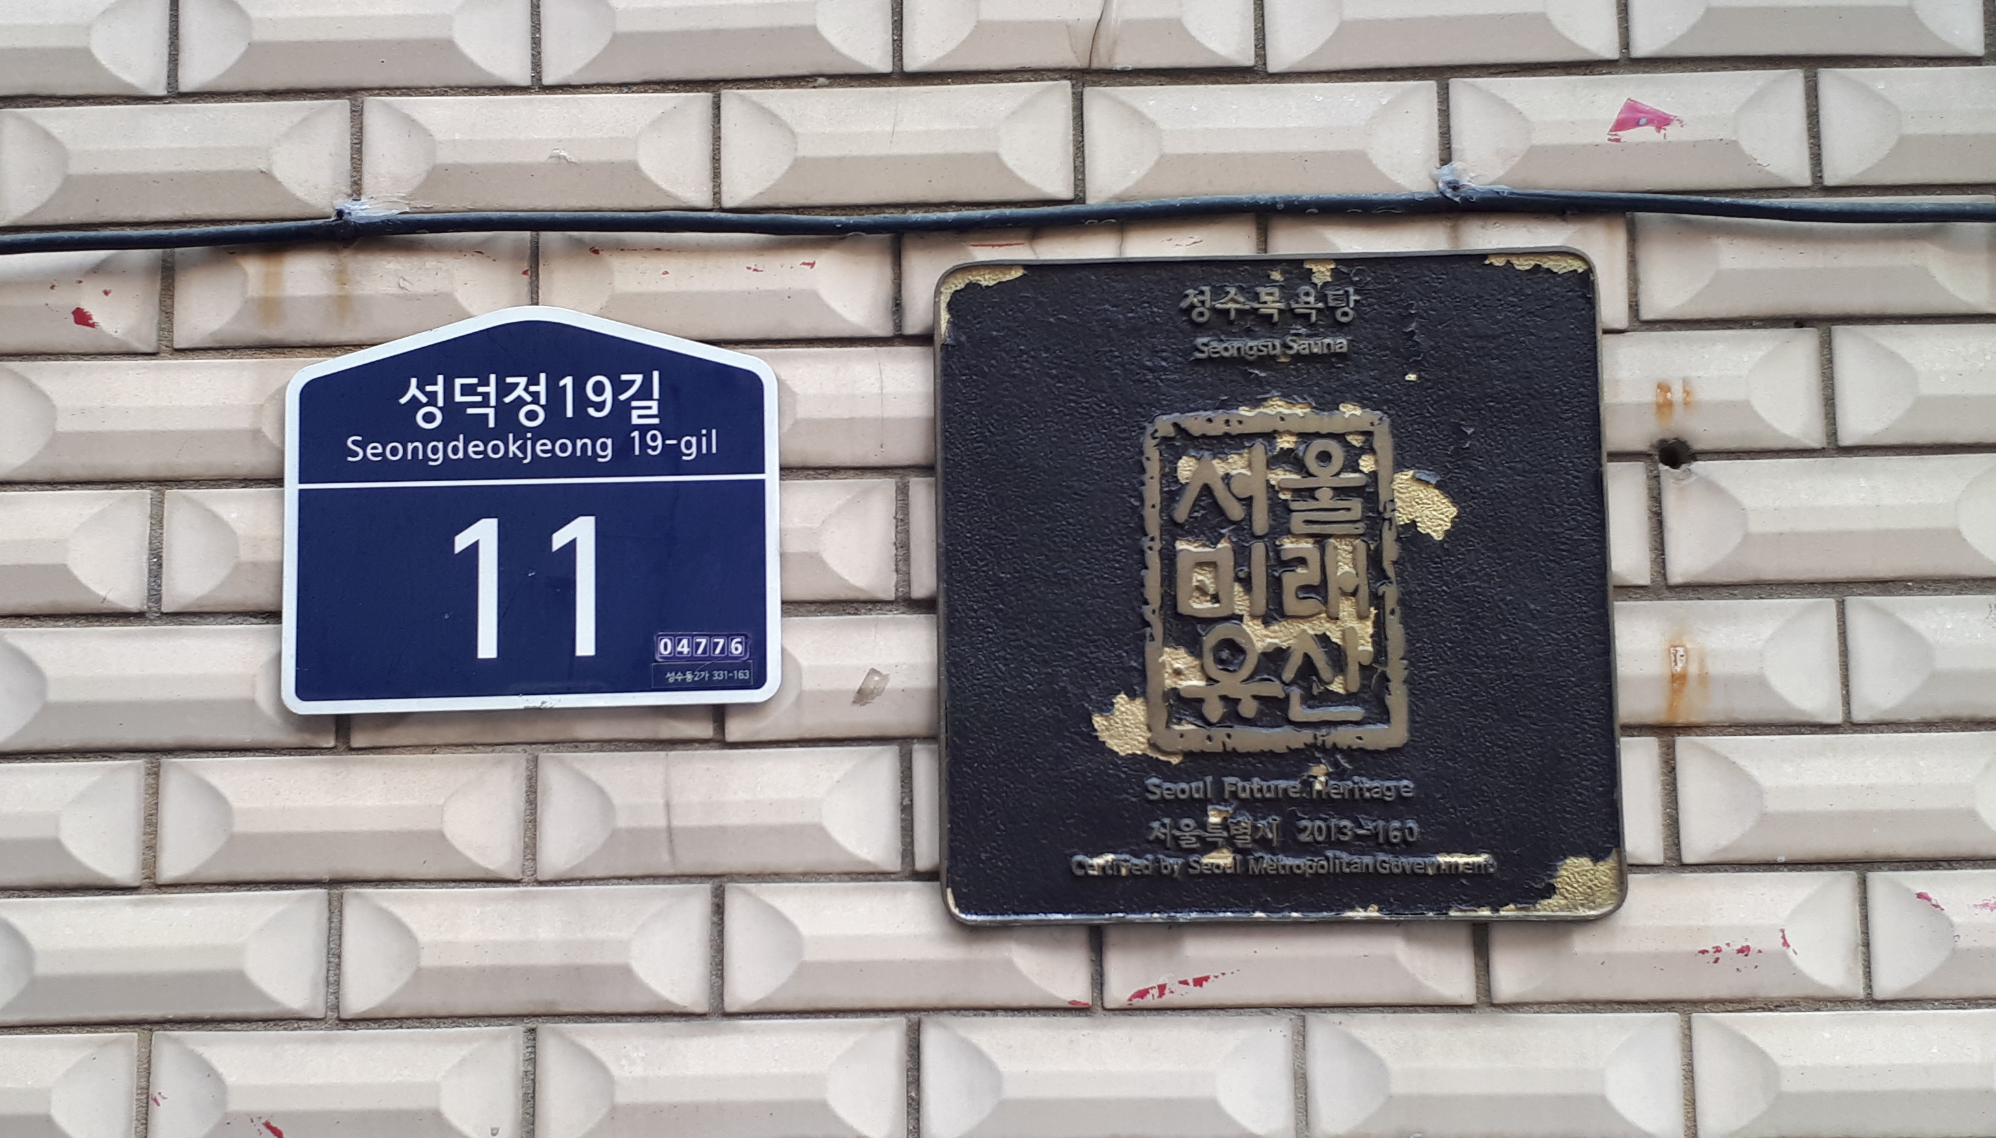 성덕정19길
Seongdeokjeong 19-gil
11
04776
성수동2가 331-163
성수목욕탕
Seongsu Sauna
서울
미래
유산
Seoul Future Heritage
서울특별시 2013-160
Certified by Seoul Metropolitan Government